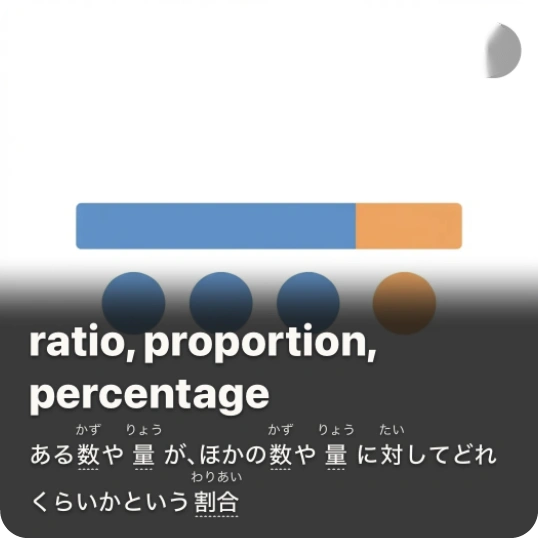 ratio, proportion,
percentage
かず りょう かず りょう たい
ある数や量が、ほかの数や量に対してどれ
わりあい
くらいかという割合